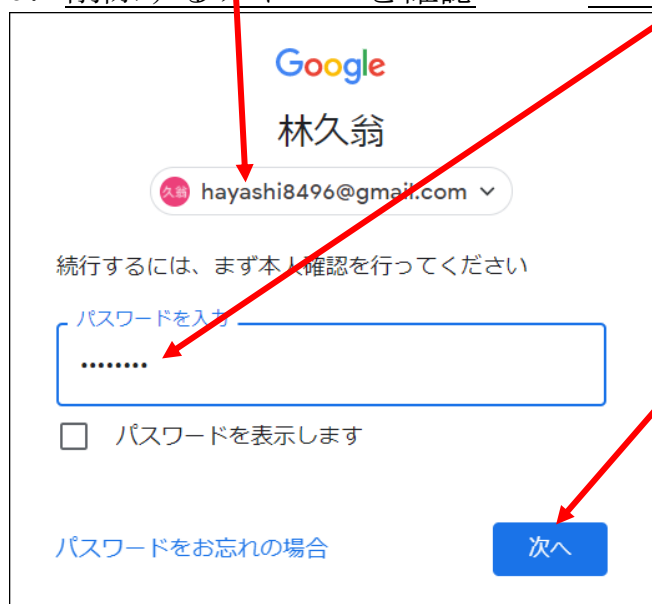 Google
林久翁
久翁 hayashi8496@gmail.com
続行するには、まず本人確認を行ってください
パスワードを入力
••••••••
パスワードを表示します
パスワードをお忘れの場合 次へ